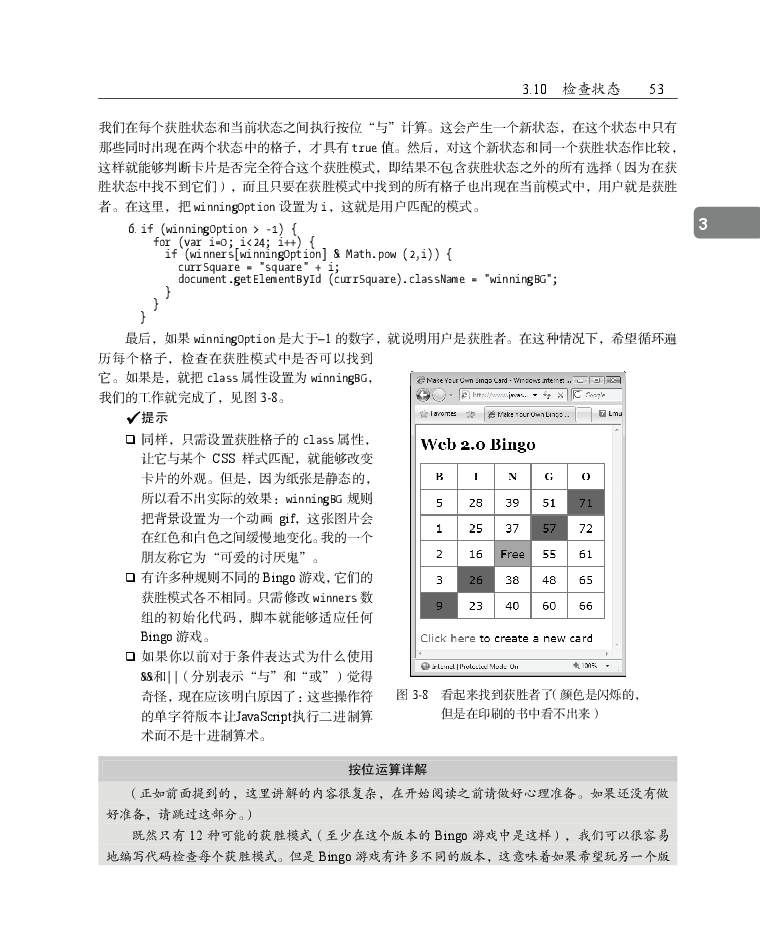 3.10 检查状态 53
我们在每个获胜状态和当前状态之间执行按位“与”计算。这会产生一个新状态，在这个状态中只有
那些同时出现在两个状态中的格子，才具有 true 值。然后，对这个新状态和同一个获胜状态作比较，
这样就能够判断卡片是否完全符合这个获胜模式，即结果不包含获胜状态之外的所有选择（因为在获
胜状态中找不到它们），而且只要在获胜模式中找到的所有格子也出现在当前模式中，用户就是获胜
者。在这里，把 winningOption 设置为 i，这就是用户匹配的模式。
3
6. if (winningOption > -1) {
for (var i=0; i<24; i++) {
if (winners[winningOption] & Math.pow (2,i)) {
currSquare = "square" + i;
document.getElementById (currSquare).className = "winningBG";
}
}
}
最后，如果 winningOption 是大于–1 的数字，就说明用户是获胜者。在这种情况下，希望循环遍
历每个格子，检查在获胜模式中是否可以找到
它。如果是，就把 class 属性设置为 winningBG，
我们的工作就完成了，见图 3-8。
✓提示
❑ 同样，只需设置获胜格子的 class 属性，
让它与某个 CSS 样式匹配，就能够改变
卡片的外观。但是，因为纸张是静态的，
所以看不出实际的效果：winningBG 规则
把背景设置为一个动画 gif，这张图片会
在红色和白色之间缓慢地变化。我的一个
朋友称它为“可爱的讨厌鬼”。
❑ 有许多种规则不同的 Bingo 游戏，它们的
获胜模式各不相同。只需修改 winners 数
组的初始化代码，脚本就能够适应任何
Bingo 游戏。
❑ 如果你以前对于条件表达式为什么使用
&&和||（分别表示“与”和“或”）觉得
奇怪，现在应该明白原因了：这些操作符
的单字符版本让JavaScript执行二进制算
术而不是十进制算术。
Make Your Own Bingo Card - Windows Internet ...
http://www.javas... Google
Favorites Make Your Own Bingo ...
Web 2.0 Bingo
B I N G O
5 28 39 51 71
1 25 37 57 72
2 16 Free 55 61
3 26 38 48 65
9 23 40 60 66
Click here to create a new card
Internet | Protected Mode: On 100%
图 3-8 看起来找到获胜者了（颜色是闪烁的，
但是在印刷的书中看不出来）
按位运算详解
（正如前面提到的，这里讲解的内容很复杂，在开始阅读之前请做好心理准备。如果还没有做
好准备，请跳过这部分。）
既然只有 12 种可能的获胜模式（至少在这个版本的 Bingo 游戏中是这样），我们可以很容易
地编写代码检查每个获胜模式。但是 Bingo 游戏有许多不同的版本，这意味着如果希望玩另一个版